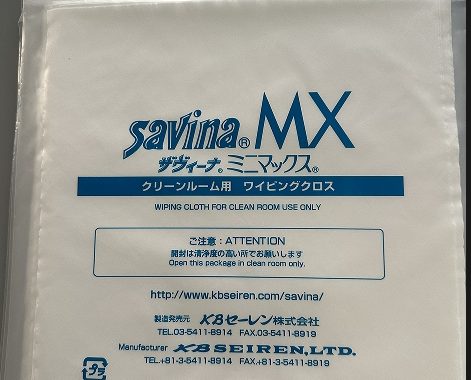 savina® MX
ザヴィーナ® ミニマックス®
クリーンルーム用 ワイピングクロス
WIPING CLOTH FOR CLEAN ROOM USE ONLY
ご注意：ATTENTION
開封は清浄度の高い所でお願いします
Open this package in clean room only.
http://www.kbseiren.com/savina/
製造発売元 KBセーレン株式会社
TEL.03-5411-8914 FAX.03-5411-8919
Manufacturer KB SEIREN,LTD.
TEL.+81-3-5411-8914 FAX.+81-3-5411-8919
プラ